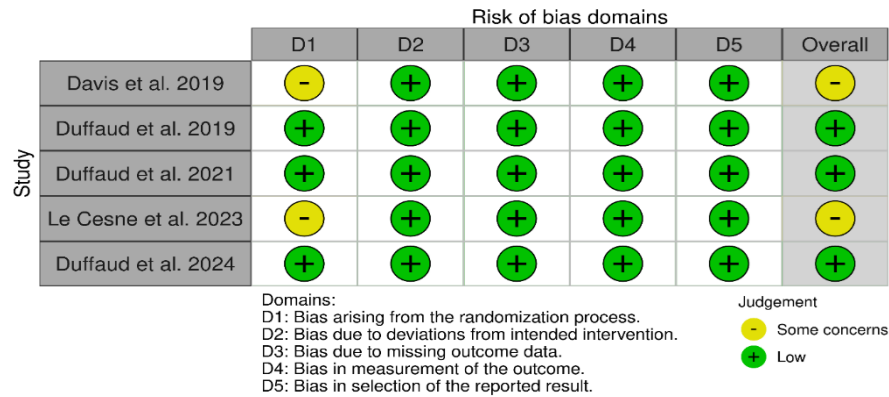 Risk of bias domains
D1 D2 D3 D4 D5 Overall
Study
Davis et al. 2019 - + + + + -
Duffaud et al. 2019 + + + + + +
Duffaud et al. 2021 + + + + + +
Le Cesne et al. 2023 - + + + + -
Duffaud et al. 2024 + + + + + +
Domains:
D1: Bias arising from the randomization process.
D2: Bias due to deviations from intended intervention.
D3: Bias due to missing outcome data.
D4: Bias in measurement of the outcome.
D5: Bias in selection of the reported result.
Judgement
- Some concerns
+ Low